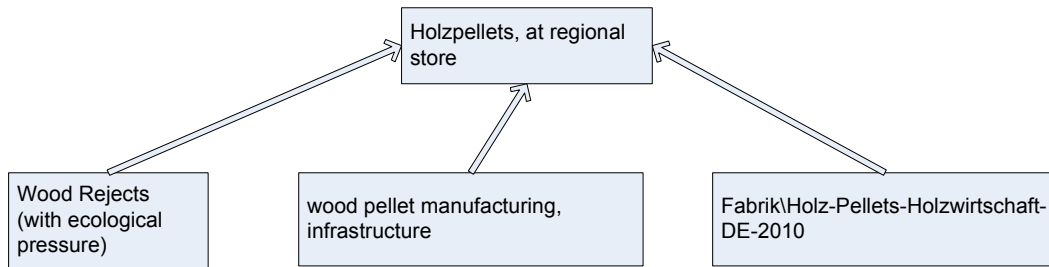 Holzpellets, at regional
store
Wood Rejects
(with ecological
pressure)
wood pellet manufacturing,
infrastructure
Fabrik\Holz-Pellets-Holzwirtschaft-
DE-2010